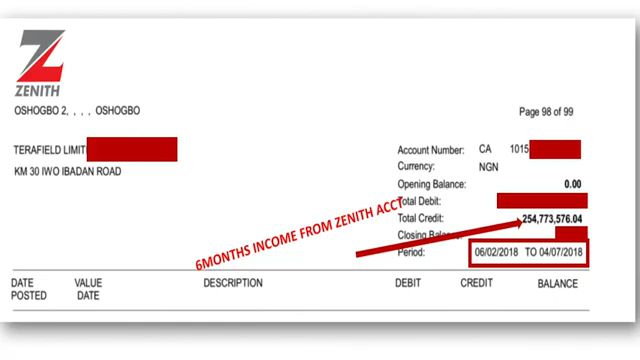 ZENITH
OSHOGBO 2, , , , OSHOGBO
Page 98 of 99
TERAFIELD LIMIT
KM 30 IWO IBADAN ROAD
Account Number: CA 1015
Currency: NGN
Opening Balance: 0.00
Total Debit:
Total Credit: 254,773,576.04
Closing
Period: 06/02/2018 TO 04/07/2018
6MONTHS INCOME FROM ZENITH ACCT
DATE POSTED
VALUE DATE
DESCRIPTION
DEBIT
CREDIT
BALANCE